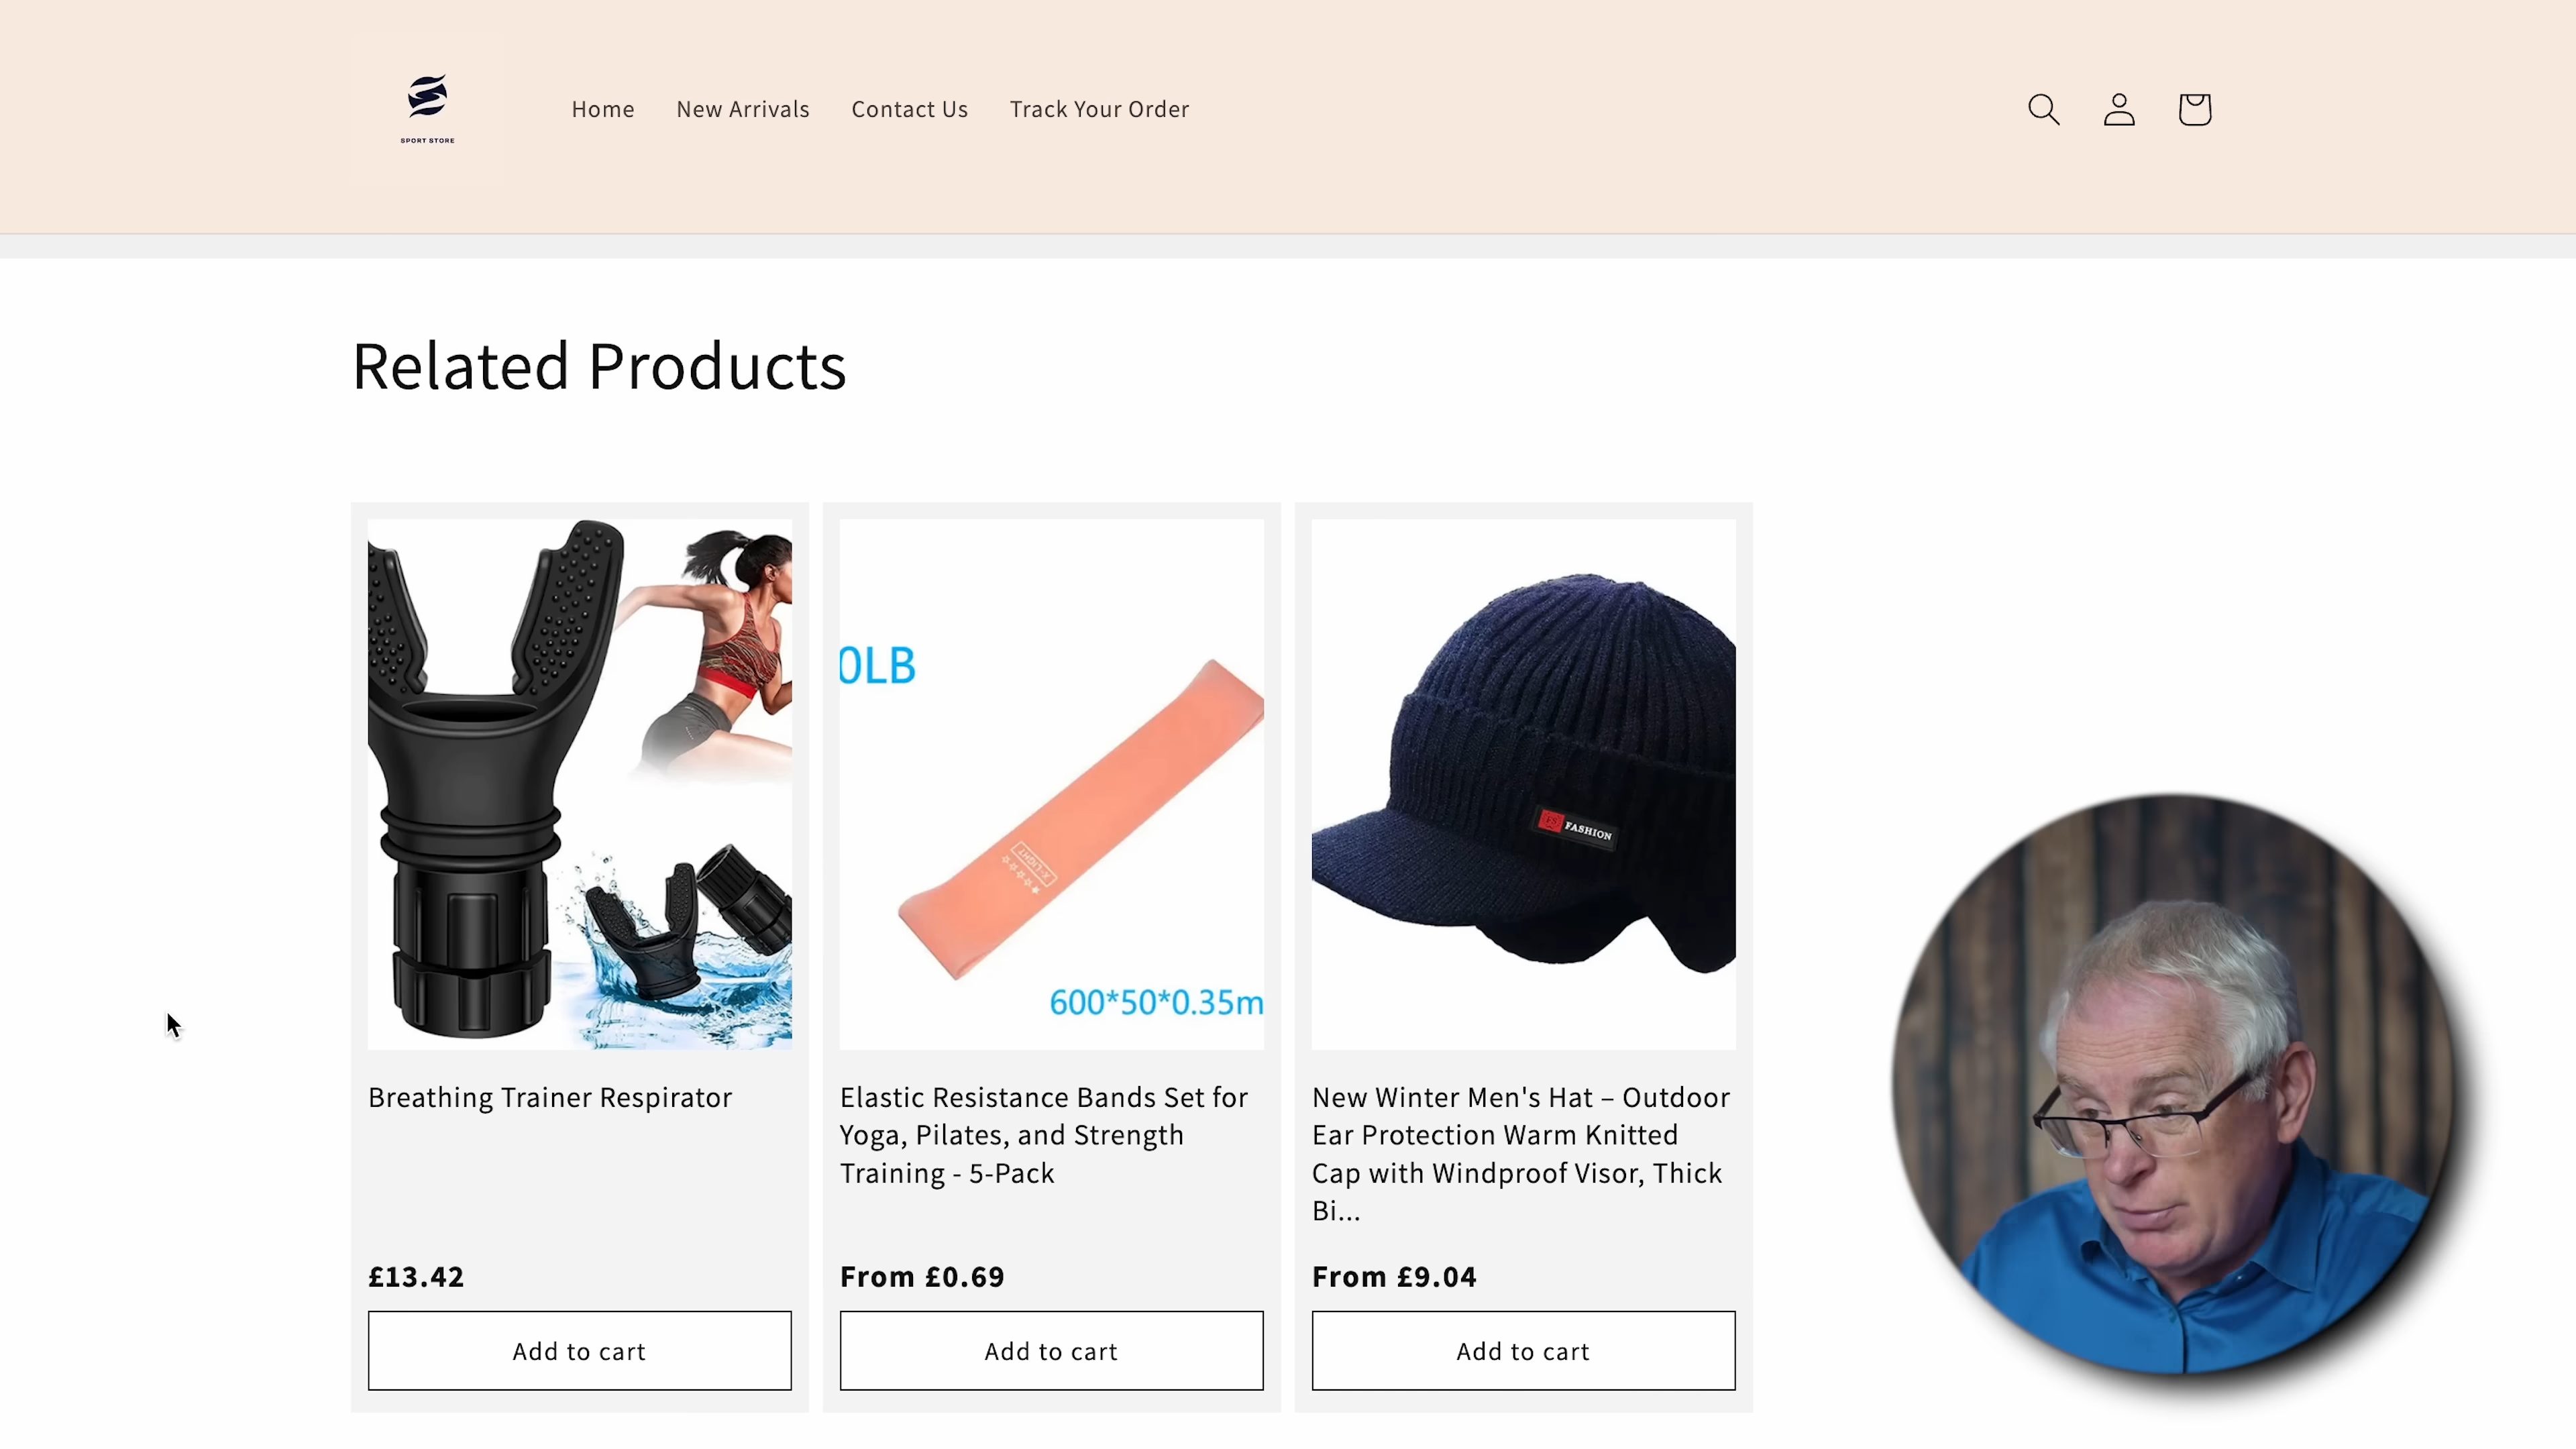 SPORT STORE
Home
New Arrivals
Contact Us
Track Your Order
Related Products
0LB
X-LIGHT
600*50*0.35m
FASHION
Breathing Trainer Respirator
Elastic Resistance Bands Set for
Yoga, Pilates, and Strength
Training - 5-Pack
New Winter Men's Hat – Outdoor
Ear Protection Warm Knitted
Cap with Windproof Visor, Thick
Bi...
£13.42
From £0.69
From £9.04
Add to cart
Add to cart
Add to cart